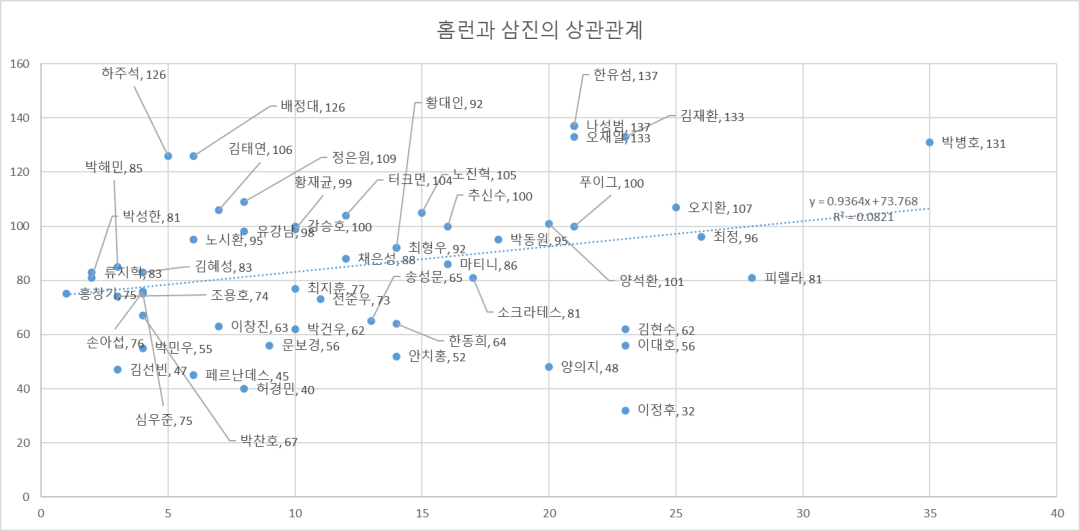 홈런과 삼진의 상관관계
160
하주석, 126
한유섬, 137
황대인, 92
배정대, 126
140
김재환, 133
나성범, 137
오재일, 133
박병호, 131
김태연, 106
정은원, 109
120
박해민, 85
황재균, 99
터크먼, 104
노진혁, 105
푸이그, 100
추신수, 100
박성한, 81
오지환, 107
y = 0.9364x + 73.768
R² = 0.0821
100
노시환, 95
유강남, 98
강승호, 100
최형우, 92
박동원, 95
최정, 96
채은성, 88
마티니, 86
류지혁, 83
김혜성, 83
80
송성문, 65
양석환, 101
피렐라, 81
홍창기, 75
조용호, 74
최지훈, 77
전준우, 73
소크라테스, 81
60
이창진, 63
박건우, 62
한동희, 64
김현수, 62
손아섭, 76
박민우, 55
문보경, 56
안치홍, 52
이대호, 56
김선빈, 47
페르난데스, 45
양의지, 48
40
허경민, 40
심우준, 75
이정후, 32
박찬호, 67
20
0
0 5 10 15 20 25 30 35 40